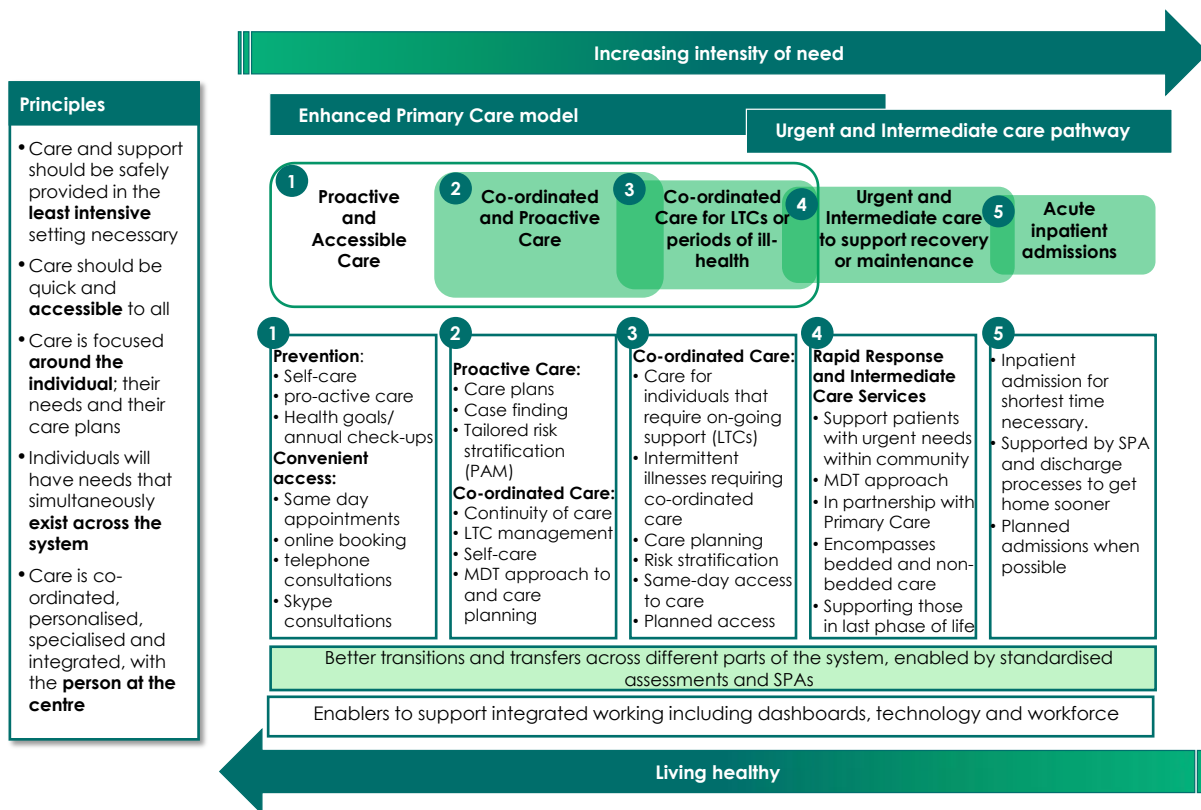 Increasing intensity of need
Principles
• Care and support
should be safely
provided in the
least intensive
setting necessary
• Care should be
quick and
accessible to all
• Care is focused
around the
individual; their
needs and their
care plans
• Individuals will
have needs that
simultaneously
exist across the
system
• Care is co-
ordinated,
personalised,
specialised and
integrated, with
the person at the
centre
Enhanced Primary Care model
Urgent and Intermediate care pathway
1
Proactive
and
Accessible
Care
2
Co-ordinated
and Proactive
Care
3
Co-ordinated
Care for LTCs or
periods of ill-
health
4
Urgent and
Intermediate care
to support recovery
or maintenance
5
Acute
inpatient
admissions
1
Prevention:
• Self-care
• pro-active care
• Health goals/
annual check-ups
Convenient
access:
• Same day
appointments
• online booking
• telephone
consultations
• Skype
consultations
2
Proactive Care:
• Care plans
• Case finding
• Tailored risk
stratification
(PAM)
Co-ordinated Care:
• Continuity of care
• LTC management
• Self-care
• MDT approach to
and care
planning
3
Co-ordinated Care:
• Care for
individuals that
require on-going
support (LTCs)
• Intermittent
illnesses requiring
co-ordinated
care
• Care planning
• Risk stratification
• Same-day access
to care
• Planned access
4
Rapid Response
and Intermediate
Care Services
• Support patients
with urgent needs
within community
• MDT approach
• In partnership with
Primary Care
• Encompasses
bedded and non-
bedded care
• Supporting those
in last phase of life
5
• Inpatient
admission for
shortest time
necessary.
• Supported by SPA
and discharge
processes to get
home sooner
• Planned
admissions when
possible
Better transitions and transfers across different parts of the system, enabled by standardised
assessments and SPAs
Enablers to support integrated working including dashboards, technology and workforce
Living healthy